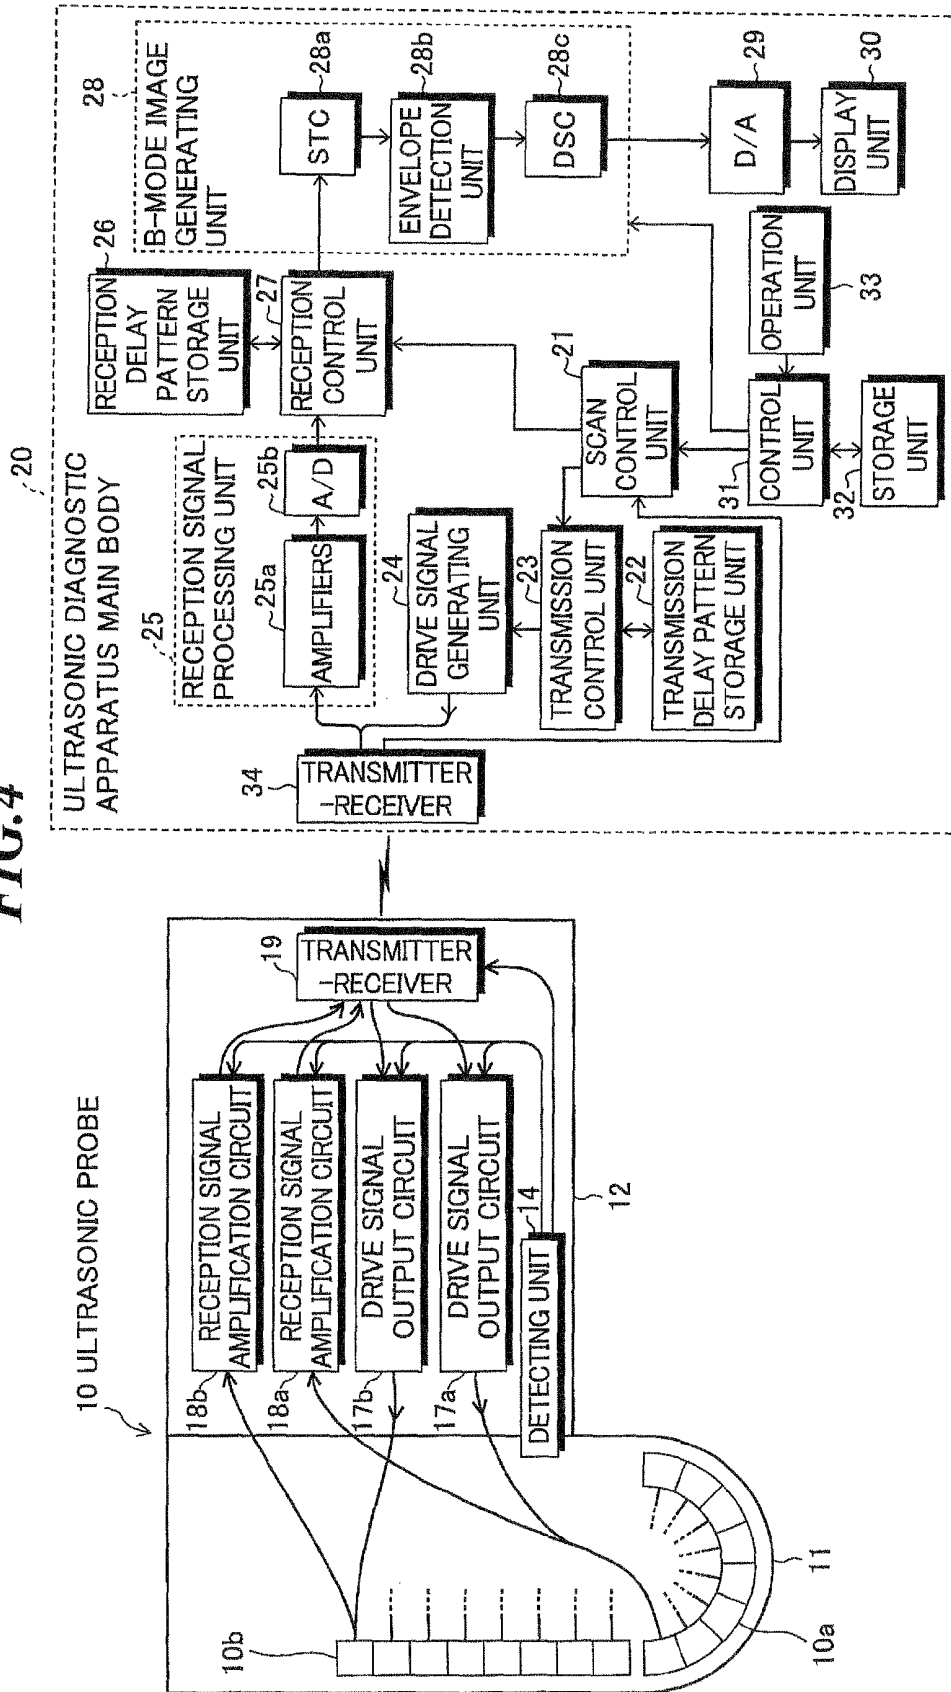 FIG.4
10 ULTRASONIC PROBE
18b
RECEPTION SIGNAL
AMPLIFICATION CIRCUIT
18a
RECEPTION SIGNAL
AMPLIFICATION CIRCUIT
17b
DRIVE SIGNAL
OUTPUT CIRCUIT
17a
DRIVE SIGNAL
OUTPUT CIRCUIT
DETECTING UNIT
14
12
19
TRANSMITTER
-RECEIVER
10b
10a
11
20
ULTRASONIC DIAGNOSTIC
APPARATUS MAIN BODY
34
TRANSMITTER
-RECEIVER
25
RECEPTION SIGNAL
PROCESSING UNIT
25a
AMPLIFIERS
25b
A/D
24
DRIVE SIGNAL
GENERATING
UNIT
23
TRANSMISSION
CONTROL UNIT
22
TRANSMISSION
DELAY PATTERN
STORAGE UNIT
26
RECEPTION
DELAY
PATTERN
STORAGE
UNIT
27
RECEPTION
CONTROL
UNIT
21
SCAN
CONTROL
UNIT
31
CONTROL
UNIT
32
STORAGE
UNIT
OPERATION
UNIT
33
28
B-MODE IMAGE
GENERATING
UNIT
STC
28a
ENVELOPE
DETECTION
UNIT
28b
DSC
28c
D/A
29
DISPLAY
UNIT
30